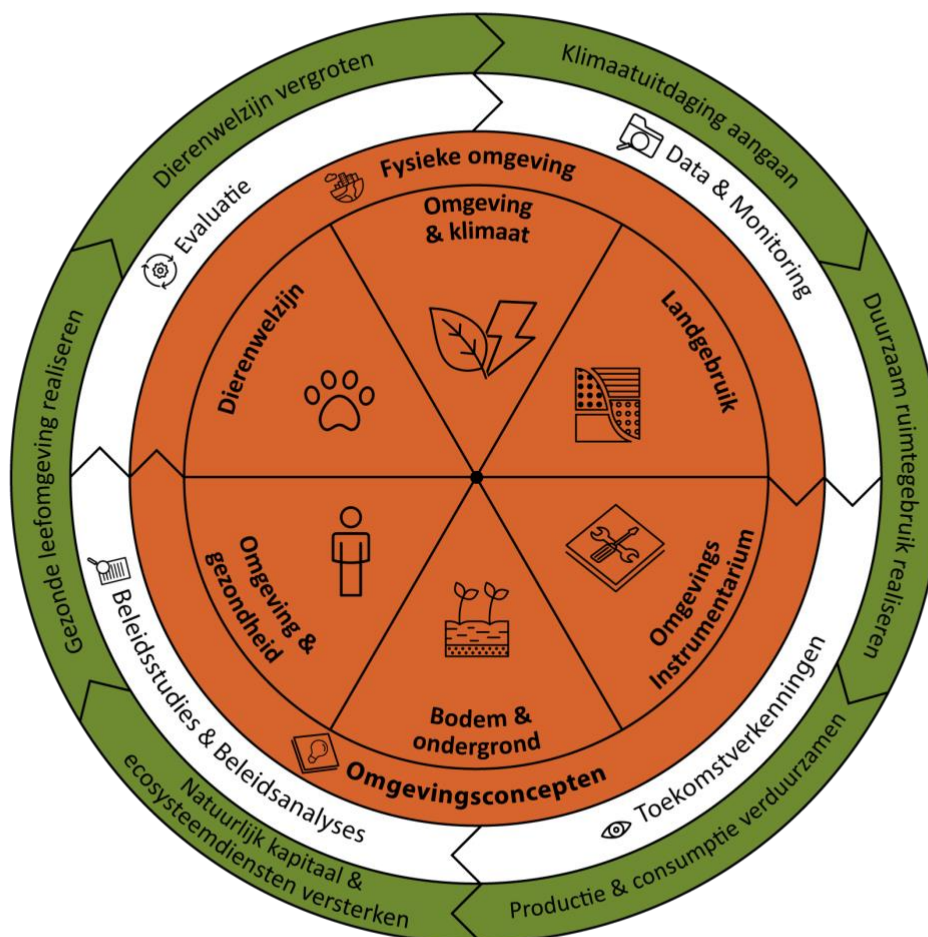 Klimaatuitdaging aangaan
Duurzaam ruimtegebruik realiseren
Productie & consumptie verduurzamen
Natuurlijk kapitaal &
ecosysteemdiensten versterken
Gezonde leefomgeving realiseren
Dierenwelzijn vergroten
Data & Monitoring
Toekomstverkenningen
Beleidsstudies & Beleidsanalyses
Evaluatie
Fysieke omgeving
Omgevingsconcepten
Omgeving
& klimaat
Landgebruik
Omgevings
Instrumentarium
Bodem &
ondergrond
Omgeving &
gezondheid
Dierenwelzijn